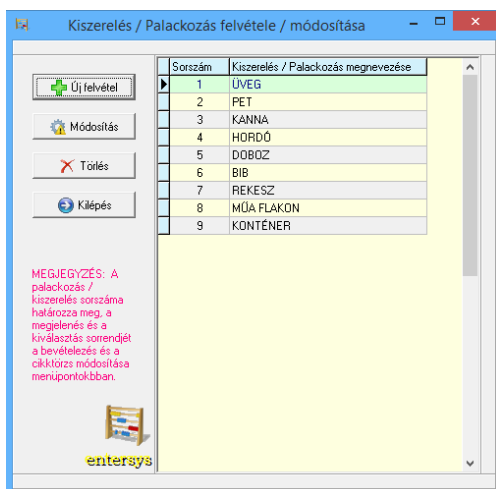 Kiszerelés / Palackozás felvétele / módosítása
Új felvétel
Módosítás
Törlés
Kilépés
MEGJEGYZÉS: A
palackozás /
kiszerelés sorszáma
határozza meg, a
megjelenés és a
kiválasztás sorrendjét
a bevételezés és a
cikktörzs módosítása
menüpontokbban.
entersys
Sorszám Kiszerelés / Palackozás megnevezése
1 ÜVEG
2 PET
3 KANNA
4 HORDÓ
5 DOBOZ
6 BIB
7 REKESZ
8 MŰA FLAKON
9 KONTÉNER